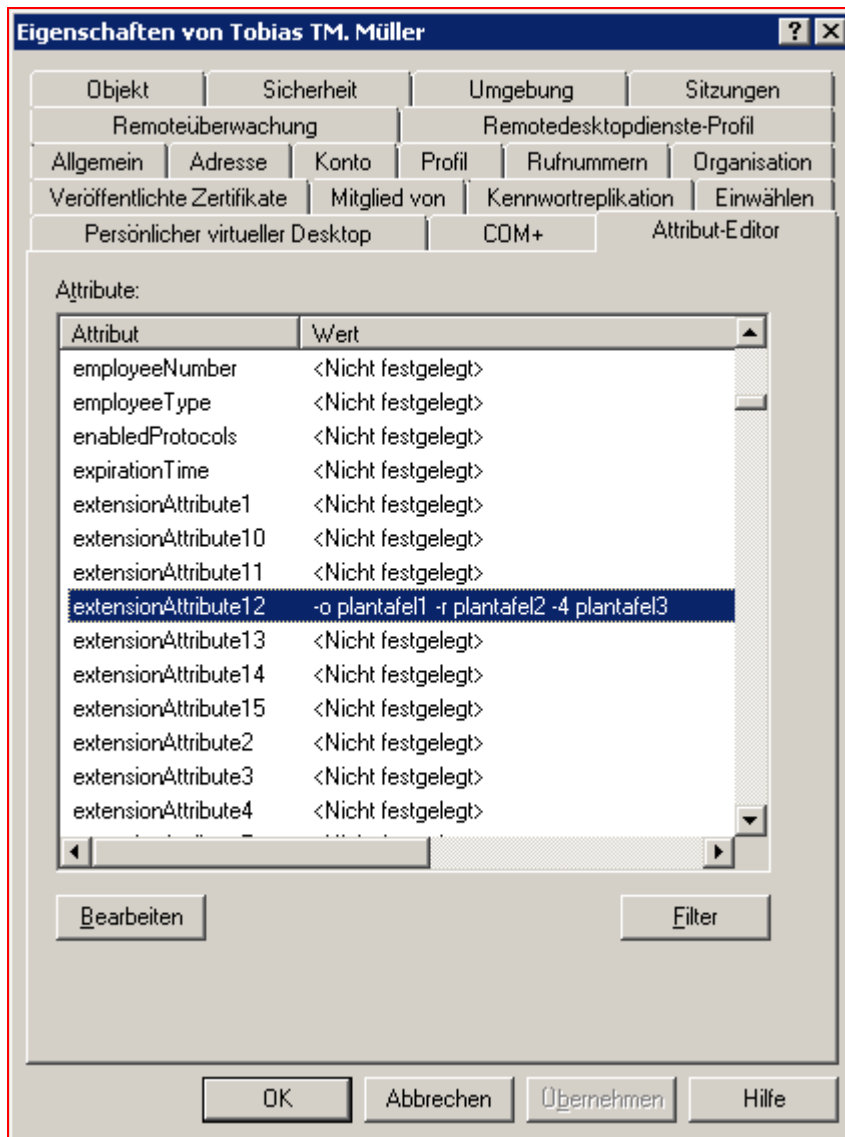 Eigenschaften von Tobias TM. Müller
Objekt Sicherheit Umgebung Sitzungen
Remoteüberwachung Remotedesktopdienste-Profil
Allgemein Adresse Konto Profil Rufnummern Organisation
Veröffentlichte Zertifikate Mitglied von Kennwortreplikation Einwählen
Persönlicher virtueller Desktop COM+ Attribut-Editor
Attribute:
Attribut Wert
employeeNumber <Nicht festgelegt>
employeeType <Nicht festgelegt>
enabledProtocols <Nicht festgelegt>
expirationTime <Nicht festgelegt>
extensionAttribute1 <Nicht festgelegt>
extensionAttribute10 <Nicht festgelegt>
extensionAttribute11 <Nicht festgelegt>
extensionAttribute12 -o plantafel1 -r plantafel2 -4 plantafel3
extensionAttribute13 <Nicht festgelegt>
extensionAttribute14 <Nicht festgelegt>
extensionAttribute15 <Nicht festgelegt>
extensionAttribute2 <Nicht festgelegt>
extensionAttribute3 <Nicht festgelegt>
extensionAttribute4 <Nicht festgelegt>
Bearbeiten Filter
OK Abbrechen Übernehmen Hilfe